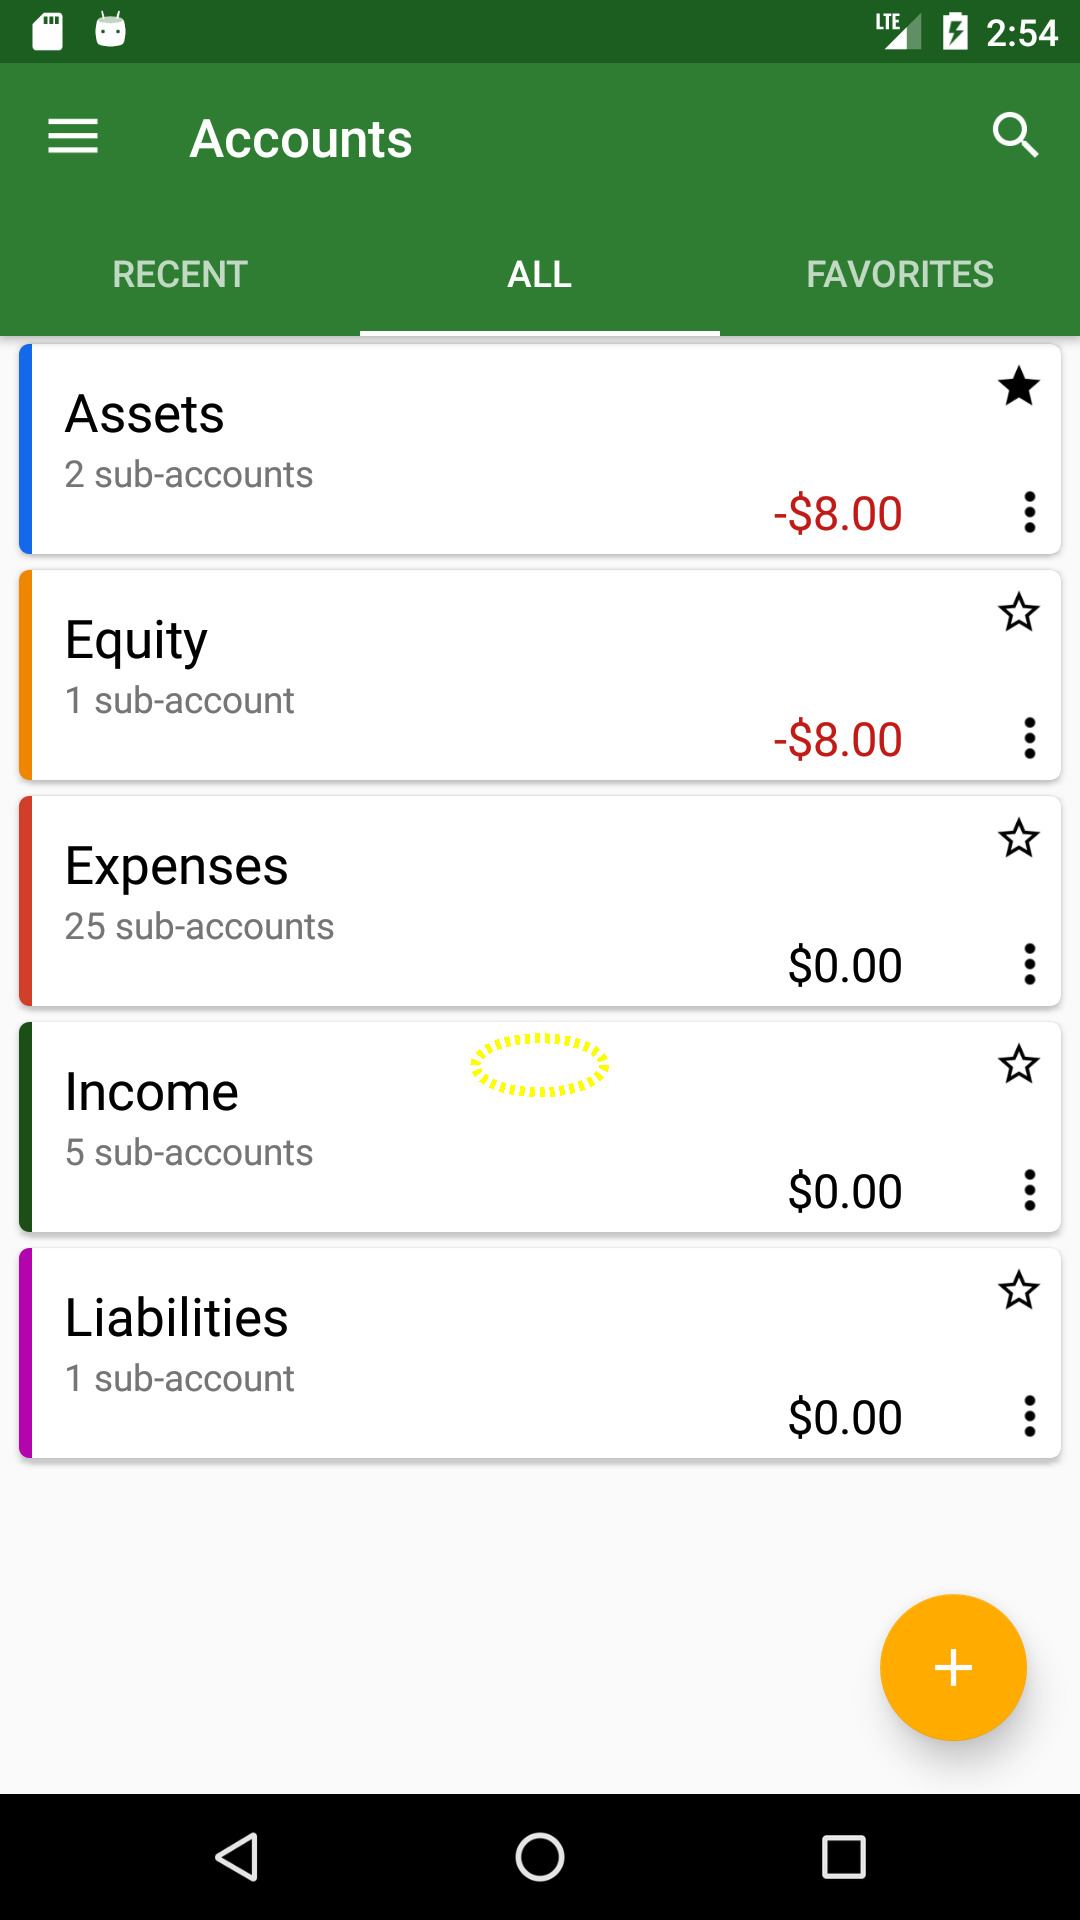 LTE 2:54
Accounts
RECENT ALL FAVORITES
Assets
2 sub-accounts
-$8.00
Equity
1 sub-account
-$8.00
Expenses
25 sub-accounts
$0.00
Income
5 sub-accounts
$0.00
Liabilities
1 sub-account
$0.00